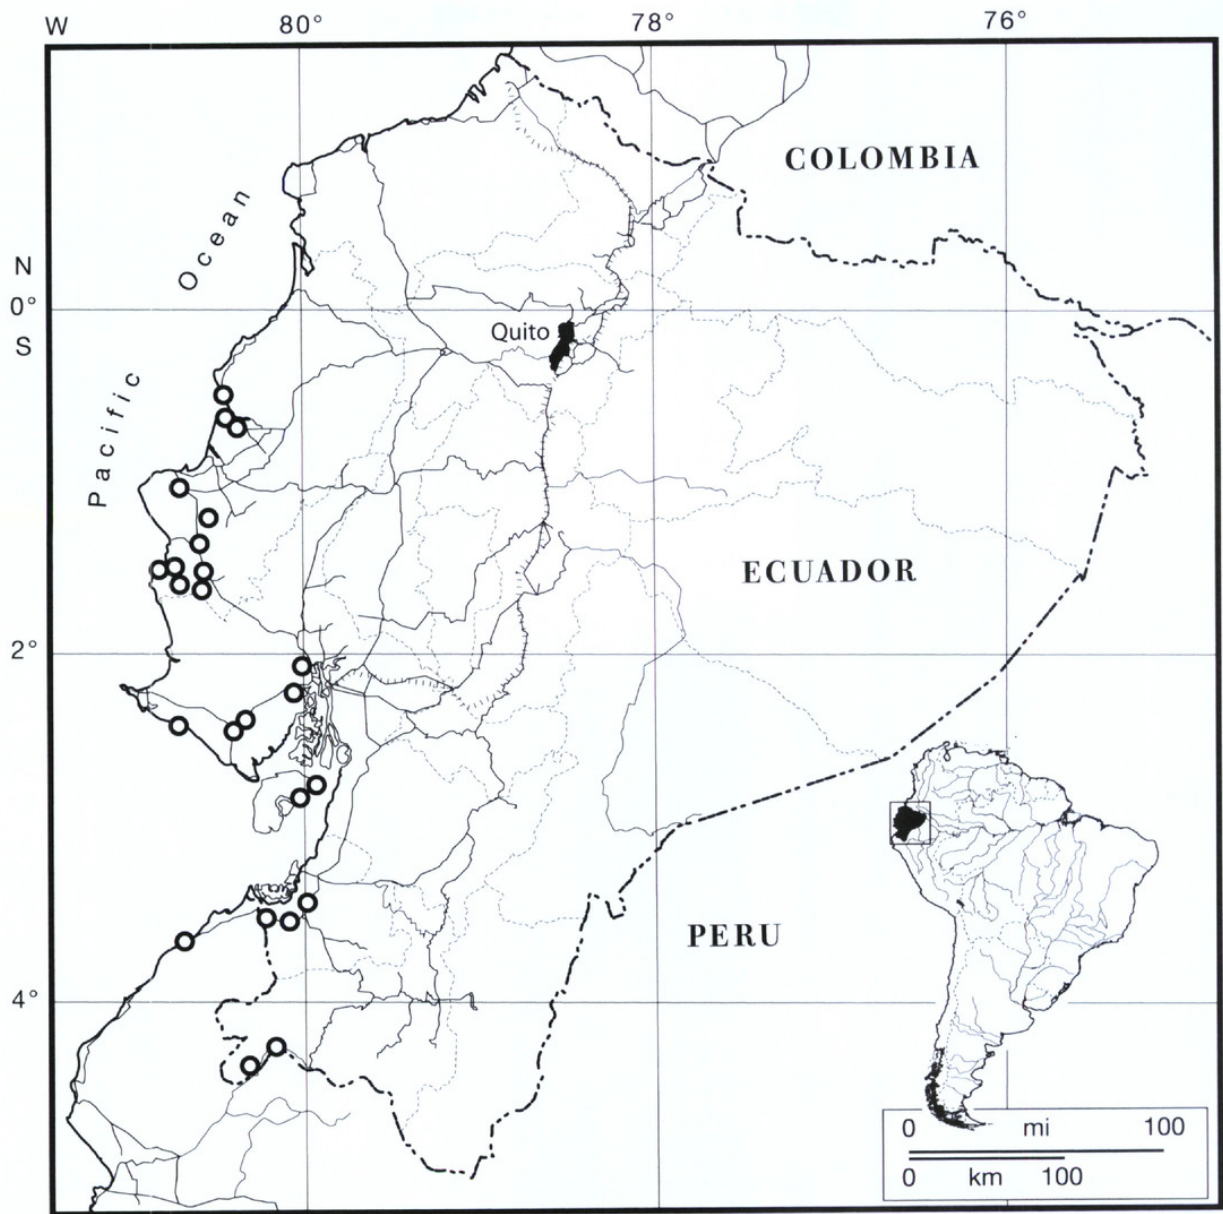 W 80° 78° 76°
COLOMBIA
Pacific Ocean
N
0°
S
Quito
ECUADOR
2°
PERU
4°
0 mi 100
0 km 100